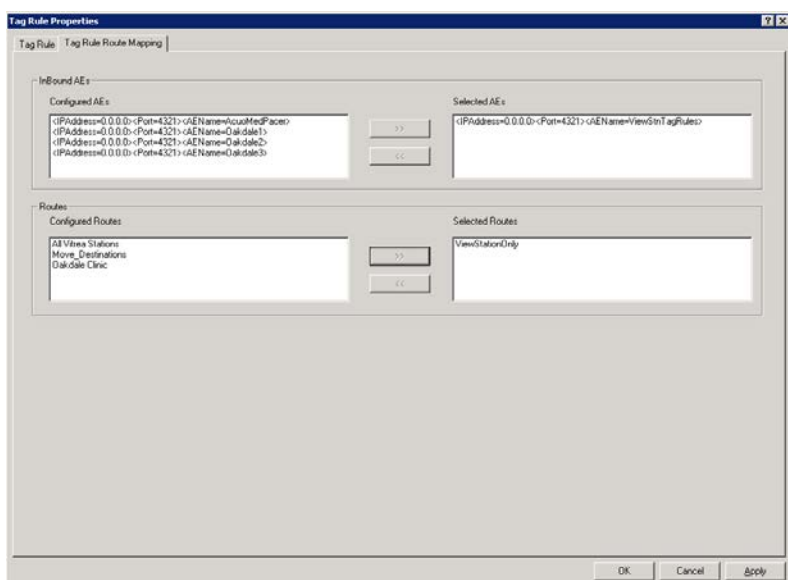 Tag Rule Properties
Tag Rule
Tag Rule Route Mapping
InBound AEs
Configured AEs
<IPAddress=0.0.0.0><Port=4321><AEName=AcuoMedPacer>
<IPAddress=0.0.0.0><Port=4321><AEName=Oakdale1>
<IPAddress=0.0.0.0><Port=4321><AEName=Oakdale2>
<IPAddress=0.0.0.0><Port=4321><AEName=Oakdale3>
>>
<<
Selected AEs
<IPAddress=0.0.0.0><Port=4321><AEName=ViewStnTagRules>
Routes
Configured Routes
All Vitrea Stations
Move_Destinations
Oakdale Clinic
>>
<<
Selected Routes
ViewStationOnly
OK
Cancel
Apply